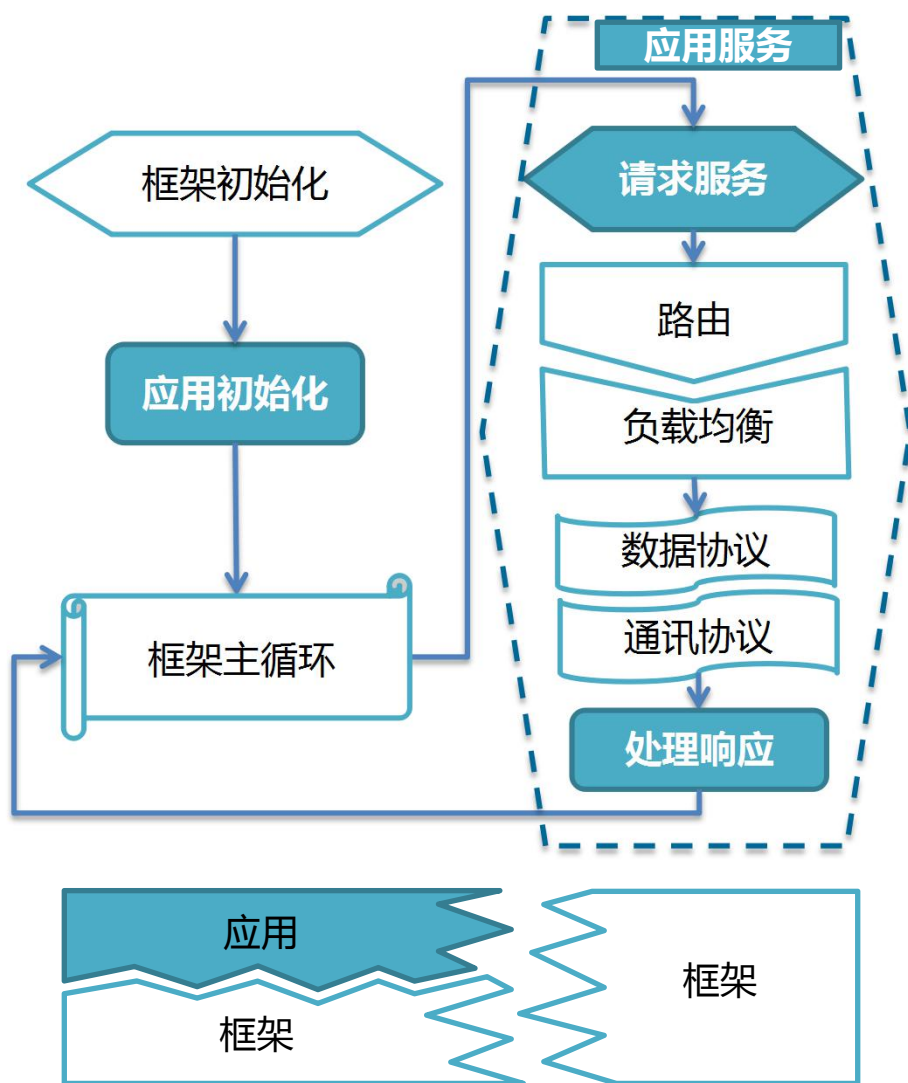 应用服务
框架初始化
请求服务
路由
应用初始化
负载均衡
数据协议
通讯协议
框架主循环
处理响应
应用
框架
框架